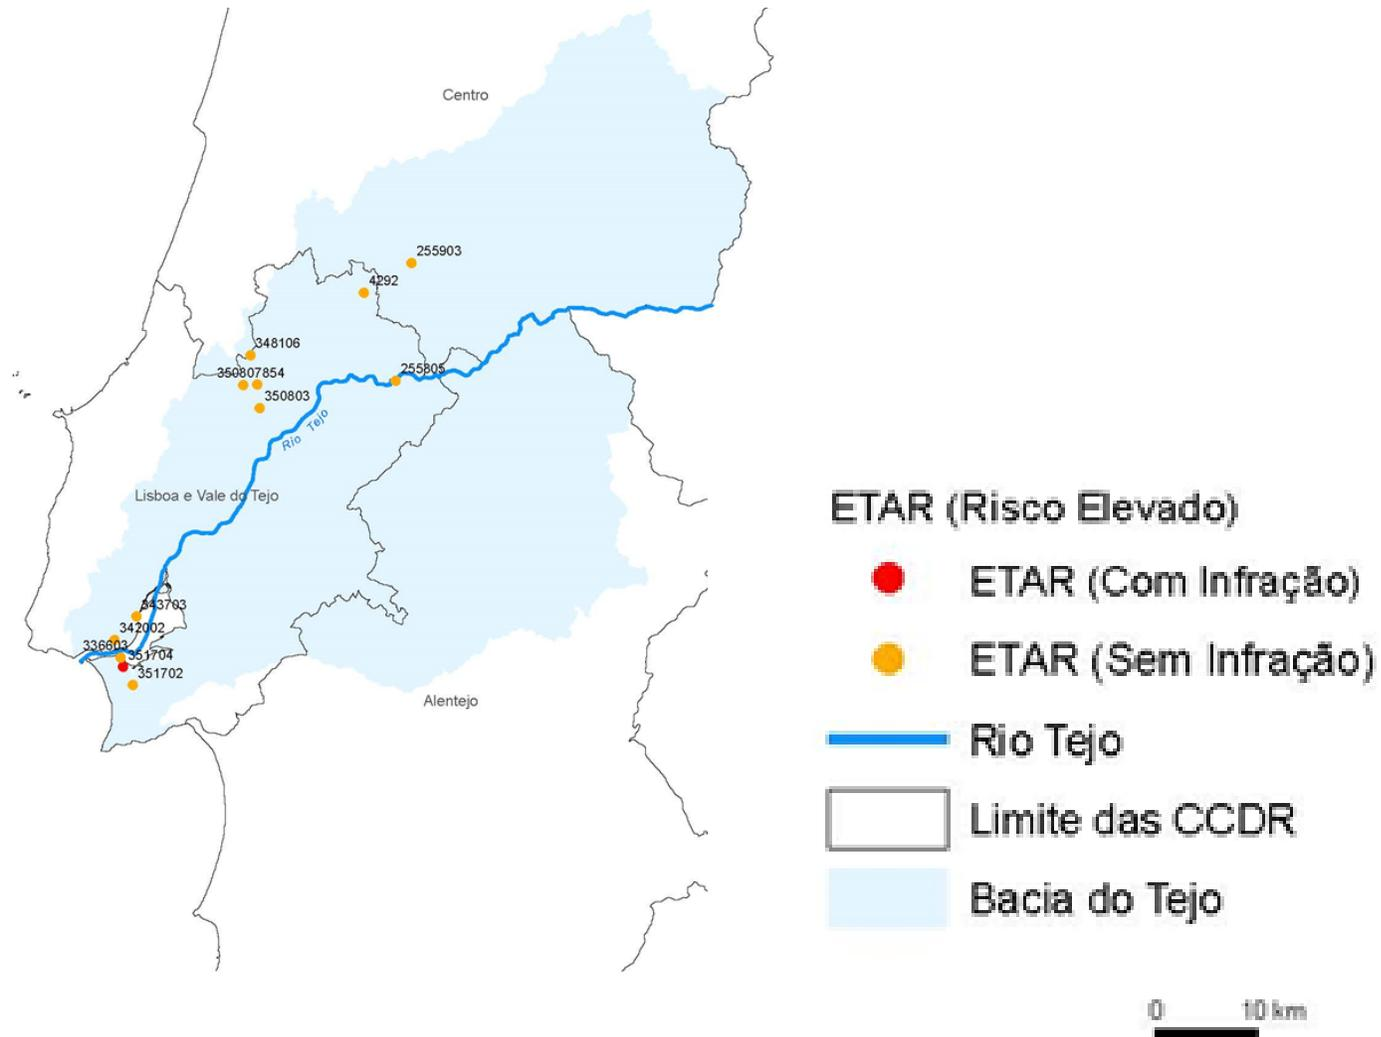 Centro
255903
4292
348106
350807854
350803
255805
Rio Tejo
Lisboa e Vale do Tejo
343703
342002
336603
351704
351702
Alentejo
ETAR (Risco Elevado)
ETAR (Com Infração)
ETAR (Sem Infração)
Rio Tejo
Limite das CCDR
Bacia do Tejo
0 10 km